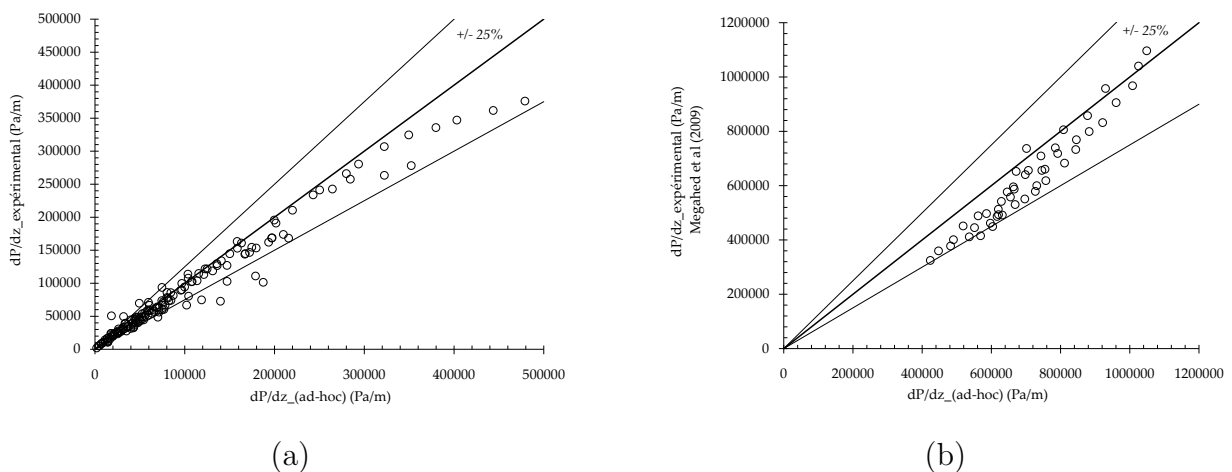 500000
450000
400000
350000
300000
250000
200000
150000
100000
50000
0
0 100000 200000 300000 400000 500000
dP/dz_expérimental (Pa/m)
dP/dz_(ad-hoc) (Pa/m)
+/- 25%
(a)
1200000
1000000
800000
600000
400000
200000
0
0 200000 400000 600000 800000 1000000 1200000
dP/dz_expérimental (Pa/m)
Megahed et al (2009)
dP/dz_(ad-hoc) (Pa/m)
+/- 25%
(b)